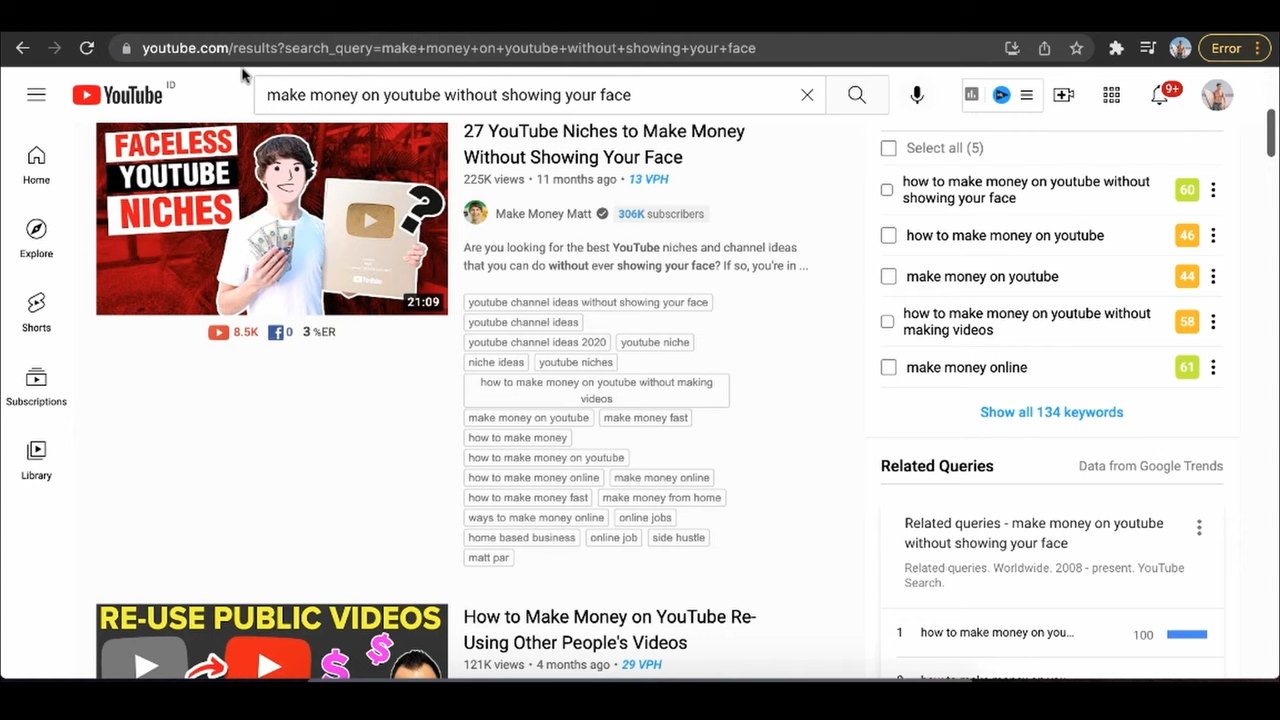 youtube.com/results?search_query=make+money+on+youtube+without+showing+your+face
Error
YouTube ID
make money on youtube without showing your face
9+
Home
Explore
Shorts
Subscriptions
Library
FACELESS
YOUTUBE
NICHES
?
21:09
8.5K 0 3 %ER
27 YouTube Niches to Make Money
Without Showing Your Face
225K views • 11 months ago • 13 VPH
Make Money Matt 306K subscribers
Are you looking for the best YouTube niches and channel ideas
that you can do without ever showing your face? If so, you're in ...
youtube channel ideas without showing your face
youtube channel ideas
youtube channel ideas 2020 youtube niche
niche ideas youtube niches
how to make money on youtube without making
videos
make money on youtube make money fast
how to make money
how to make money on youtube
how to make money online make money online
how to make money fast make money from home
ways to make money online online jobs
home based business online job side hustle
matt par
RE-USE PUBLIC VIDEOS
$ $
How to Make Money on YouTube Re-
Using Other People's Videos
121K views • 4 months ago • 29 VPH
Select all (5)
how to make money on youtube without
showing your face
60
how to make money on youtube 46
make money on youtube 44
how to make money on youtube without
making videos
58
make money online 61
Show all 134 keywords
Related Queries Data from Google Trends
Related queries - make money on youtube
without showing your face
Related queries. Worldwide. 2008 - present. YouTube
Search.
1 how to make money on you... 100